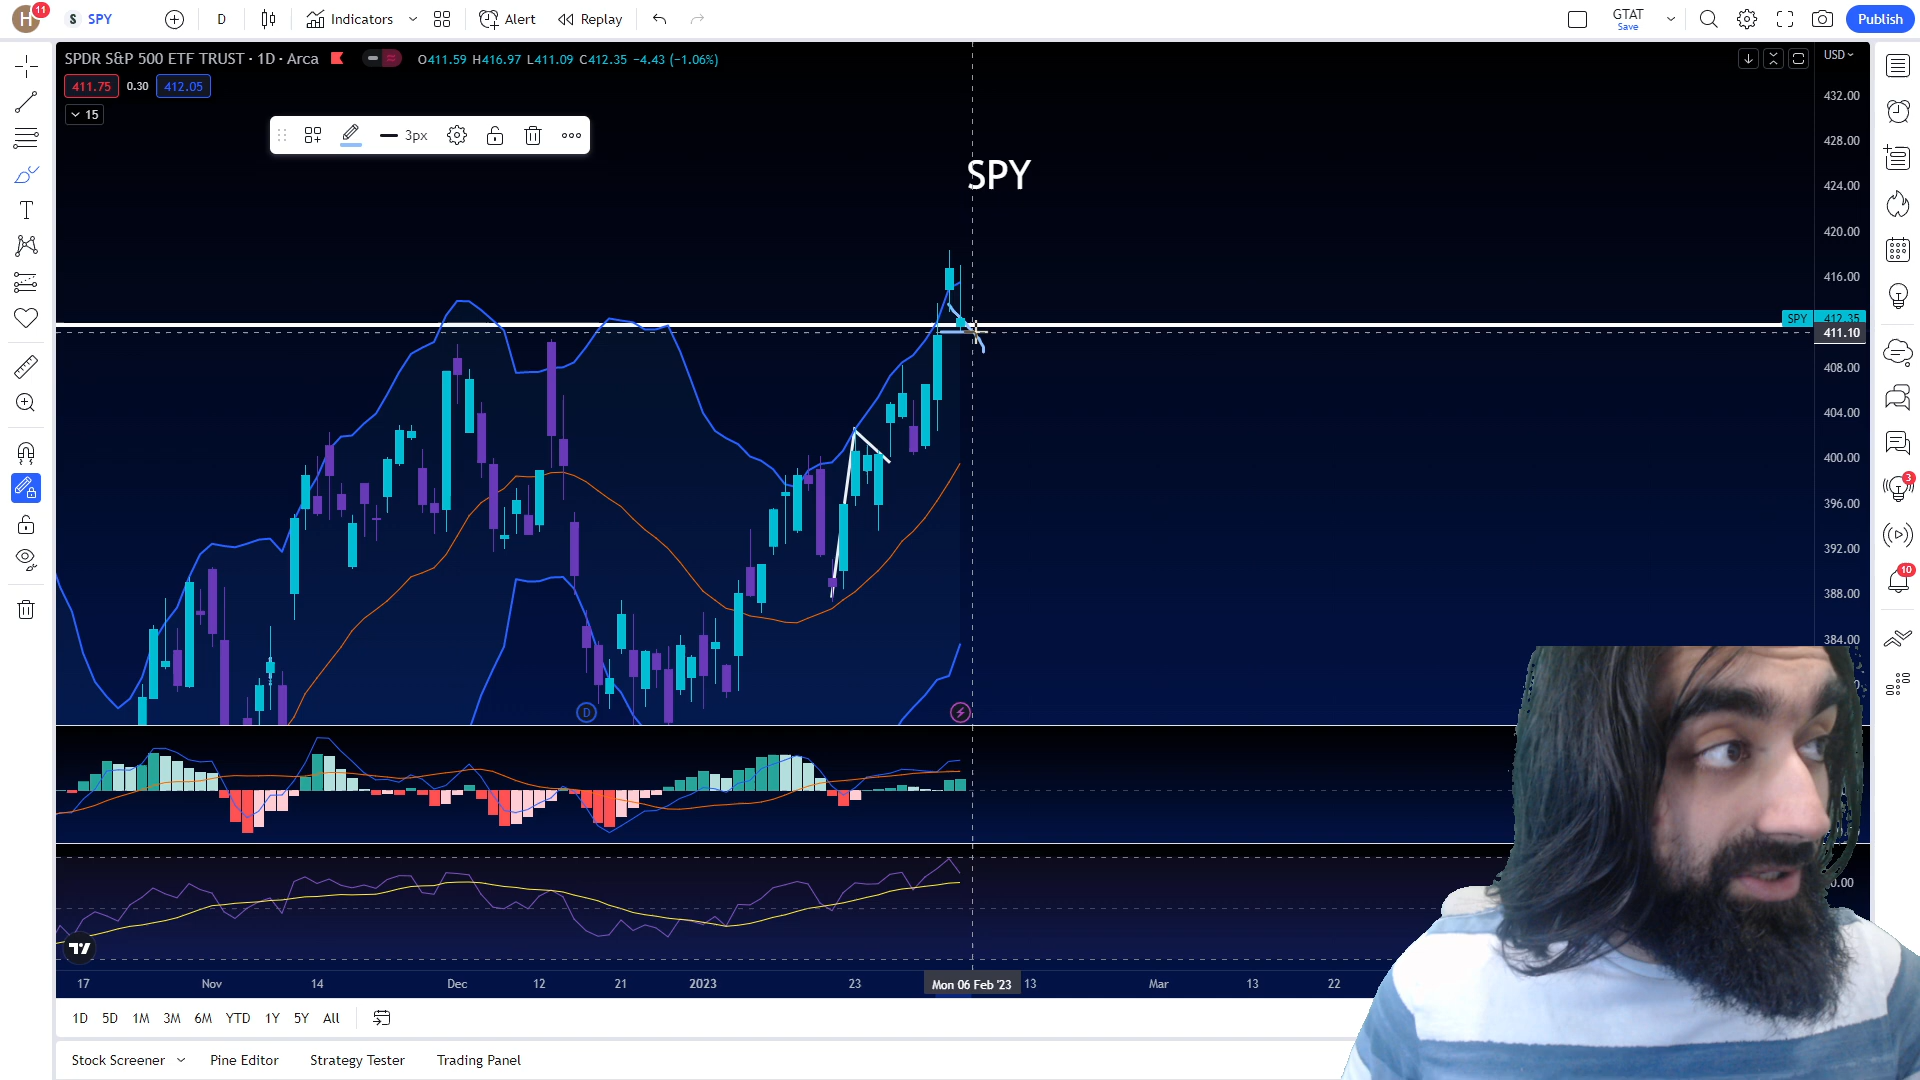 H 11 S SPY D Indicators Alert Replay GTAT Save Publish
SPDR S&P 500 ETF TRUST · 1D · Arca O411.59 H416.97 L411.09 C412.35 −4.43 (−1.06%) USD
411.75 0.30 412.05
15
3px
SPY
432.00
428.00
424.00
420.00
416.00
SPY 412.35
411.10
408.00
404.00
400.00
396.00
392.00
388.00
384.00
D
3
10
T
17 Nov 14 Dec 12 21 2023 23 Mon 06 Feb '23 13 Mar 13 22
1D 5D 1M 3M 6M YTD 1Y 5Y All
Stock Screener Pine Editor Strategy Tester Trading Panel